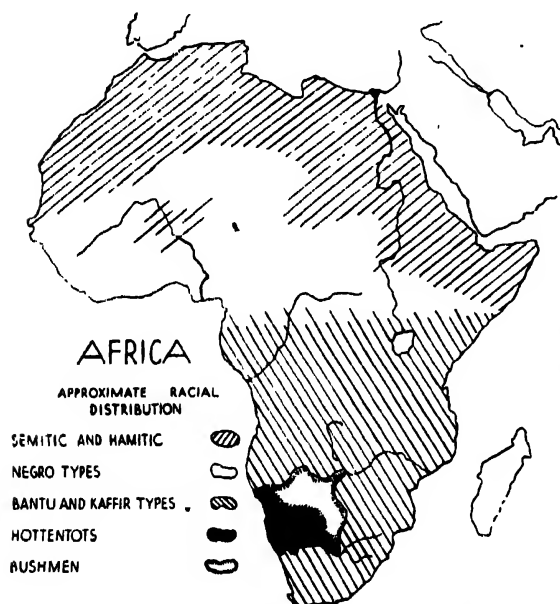 AFRICA
APPROXIMATE RACIAL
DISTRIBUTION
SEMITIC AND HAMITIC
NEGRO TYPES
BANTU AND KAFFIR TYPES.
HOTTENTOTS
BUSHMEN